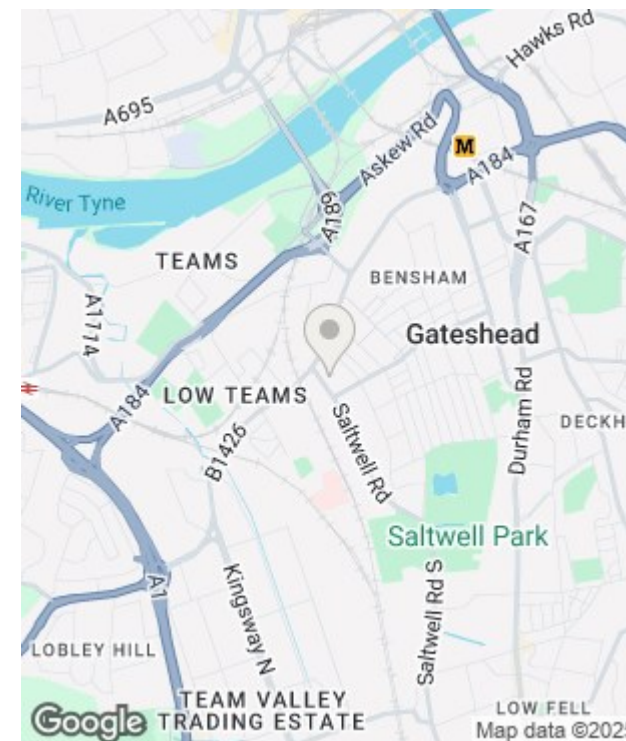 Hawks Rd
A695
Askew Rd
M
A184
River Tyne
A189
A167
TEAMS
BENSHAM
A1114
Gateshead
Durham Rd
LOW TEAMS
A184
DECKH
B1426
Saltwell Rd
Saltwell Park
A1
Kingsway N
Saltwell Rd S
LOBLEY HILL
TEAM VALLEY
TRADING ESTATE
LOW FELL
Google
Map data ©2025